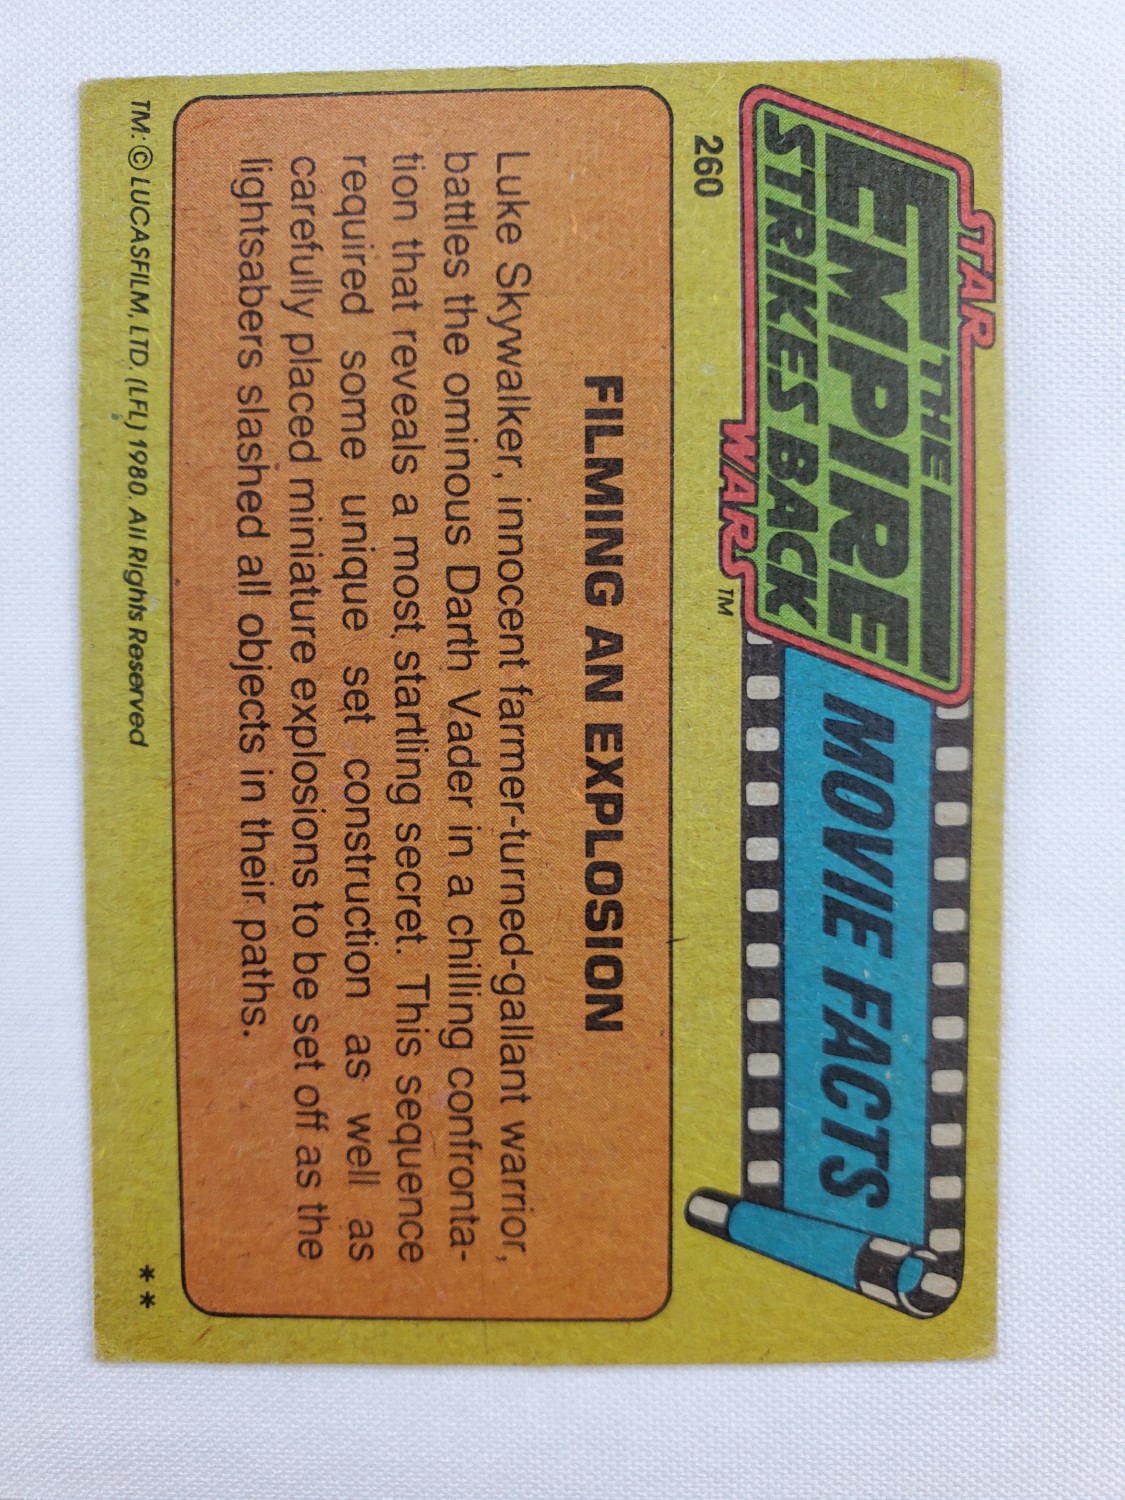 STAR
THE
EMPIRE
STRIKES BACK
WARS ™
MOVIE FACTS
260
FILMING AN EXPLOSION
Luke Skywalker, innocent farmer-turned-gallant warrior,
battles the ominous Darth Vader in a chilling confronta-
tion that reveals a most startling secret. This sequence
required some unique set construction as well as
carefully placed miniature explosions to be set off as the
lightsabers slashed all objects in their paths.
TM: © LUCASFILM, LTD. (LFL) 1980. All Rights Reserved
**